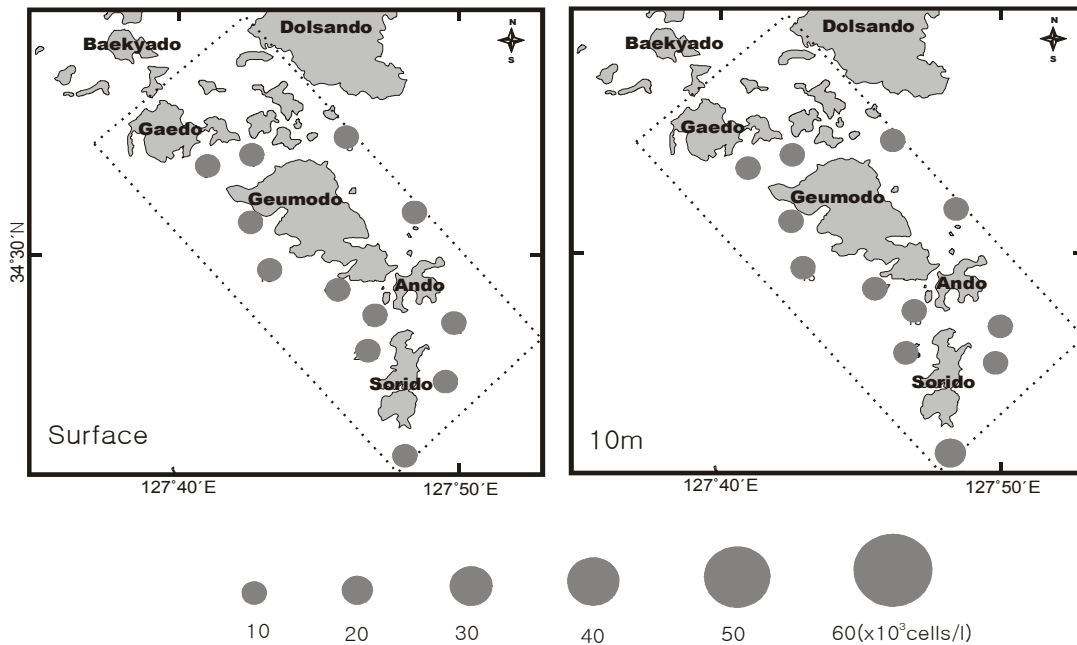 N
Dolsando
Baekyado
S
Gaedo
Geumodo
34°30′N
Ando
Sorido
Surface
127°40′E
127°50′E
N
Dolsando
Baekyado
S
Gaedo
Geumodo
Ando
Sorido
10m
127°40′E
127°50′E
10
20
30
40
50
60(x10³cells/l)